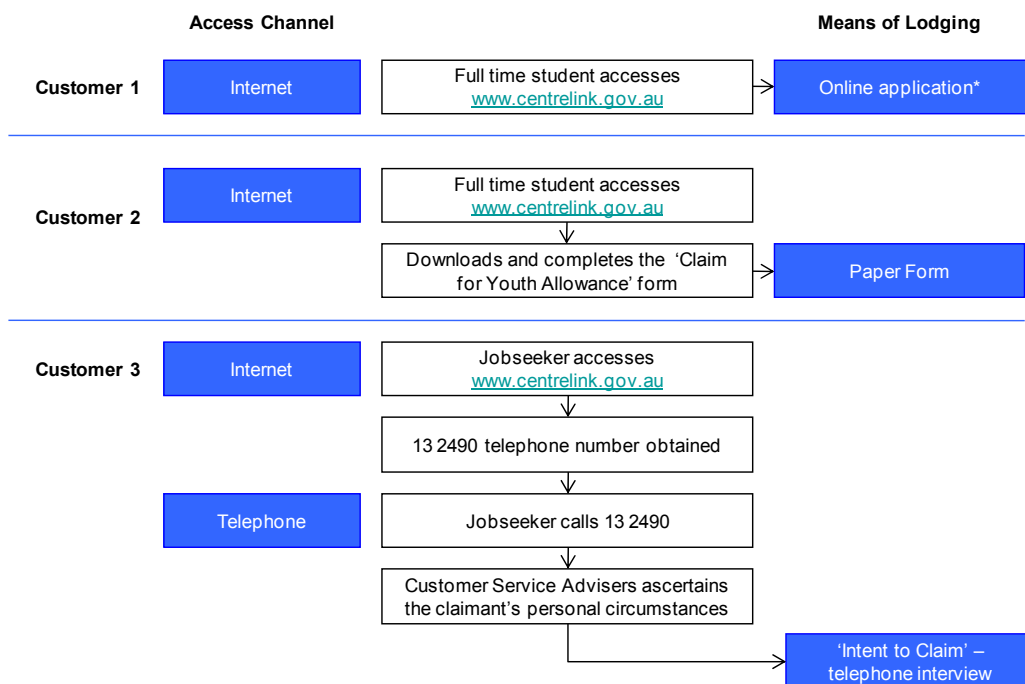 Access Channel
Means of Lodging
Customer 1
Internet
Full time student accesses
www.centrelink.gov.au
Online application*
Customer 2
Internet
Full time student accesses
www.centrelink.gov.au
Downloads and completes the ‘Claim
for Youth Allowance’ form
Paper Form
Customer 3
Internet
Jobseeker accesses
www.centrelink.gov.au
13 2490 telephone number obtained
Telephone
Jobseeker calls 13 2490
Customer Service Advisers ascertains
the claimant’s personal circumstances
‘Intent to Claim’ –
telephone interview